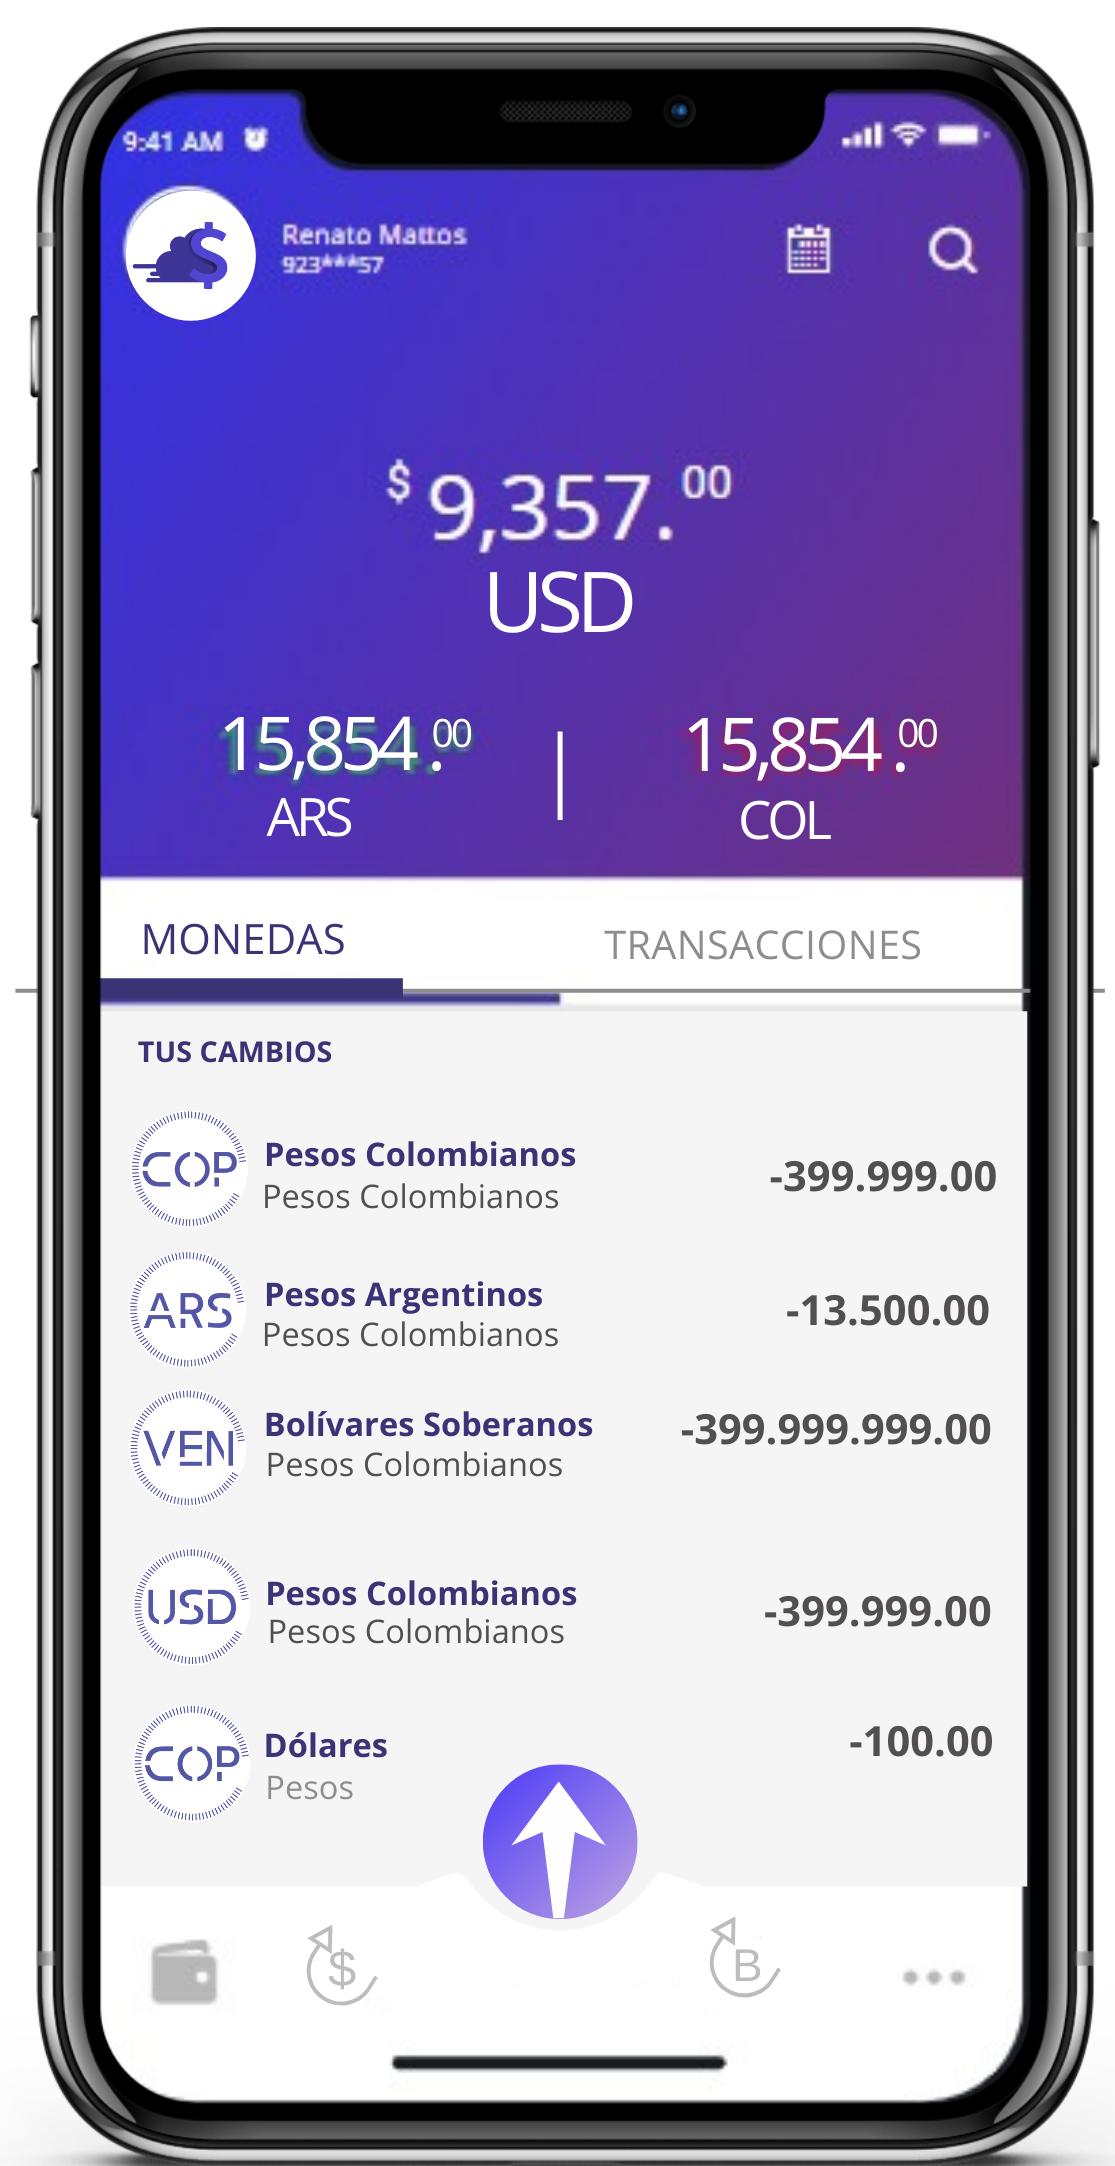 9:41 AM
Renato Mattos
923***57
$ 9,357.00
USD
15,854.00
ARS
15,854.00
COL
MONEDAS
TRANSACCIONES
TUS CAMBIOS
COP
Pesos Colombianos
Pesos Colombianos
-399.999.00
ARS
Pesos Argentinos
Pesos Colombianos
-13.500.00
VEN
Bolívares Soberanos
Pesos Colombianos
-399.999.999.00
USD
Pesos Colombianos
Pesos Colombianos
-399.999.00
COP
Dólares
Pesos
-100.00
$
B